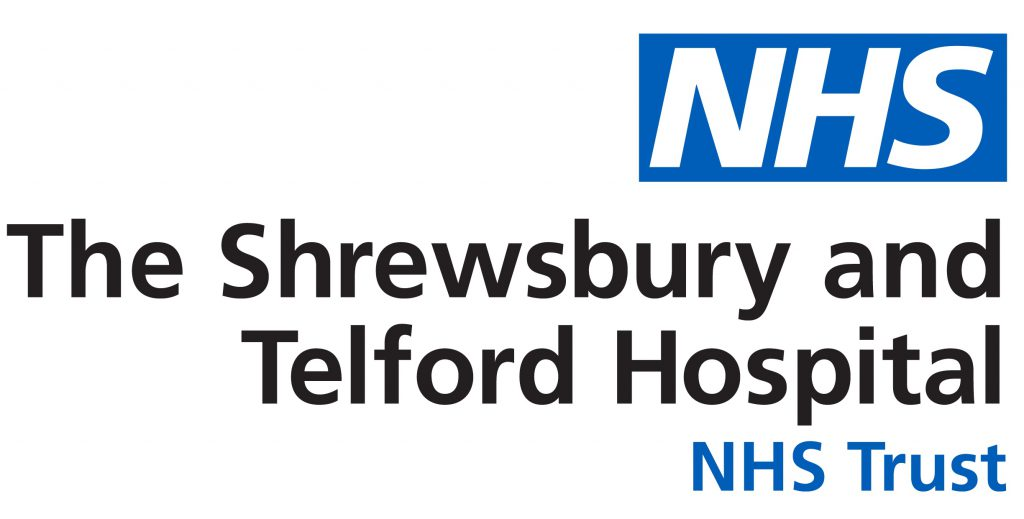 NHS
The Shrewsbury and
Telford Hospital
NHS Trust